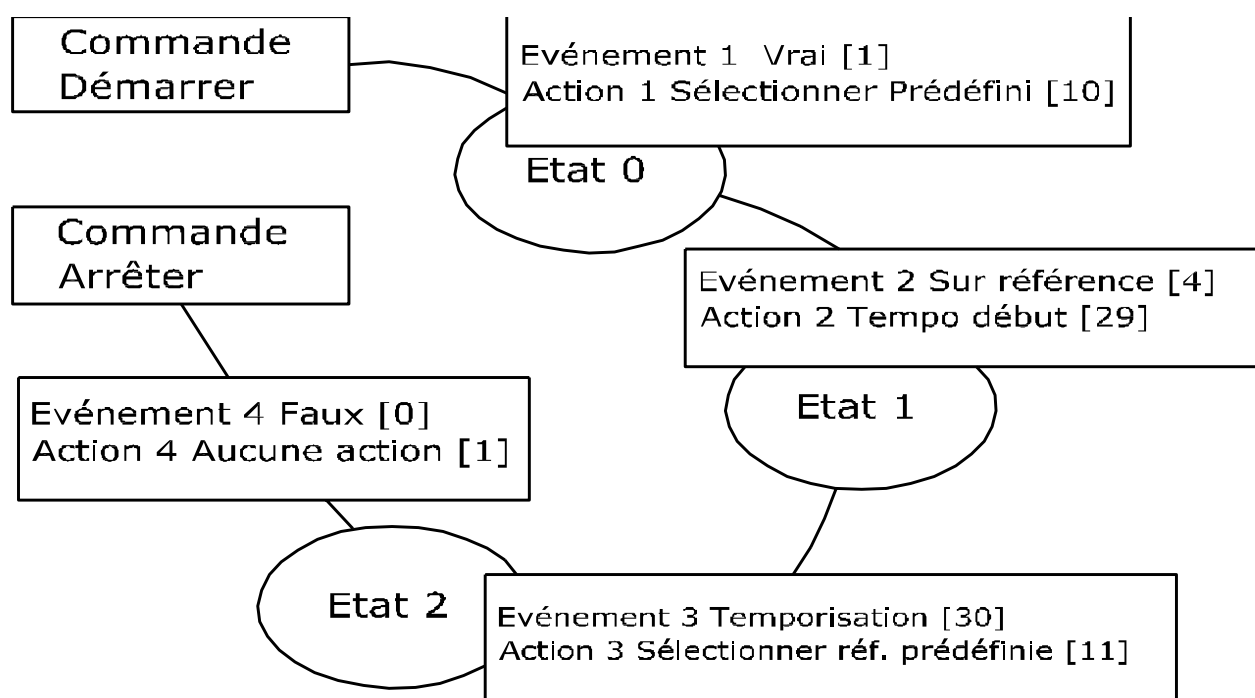 Commande
Démarrer
Evénement 1 Vrai [1]
Action 1 Sélectionner Prédéfini [10]
Etat 0
Commande
Arrêter
Evénement 2 Sur référence [4]
Action 2 Tempo début [29]
Etat 1
Evénement 4 Faux [0]
Action 4 Aucune action [1]
Etat 2
Evénement 3 Temporisation [30]
Action 3 Sélectionner réf. prédéfinie [11]